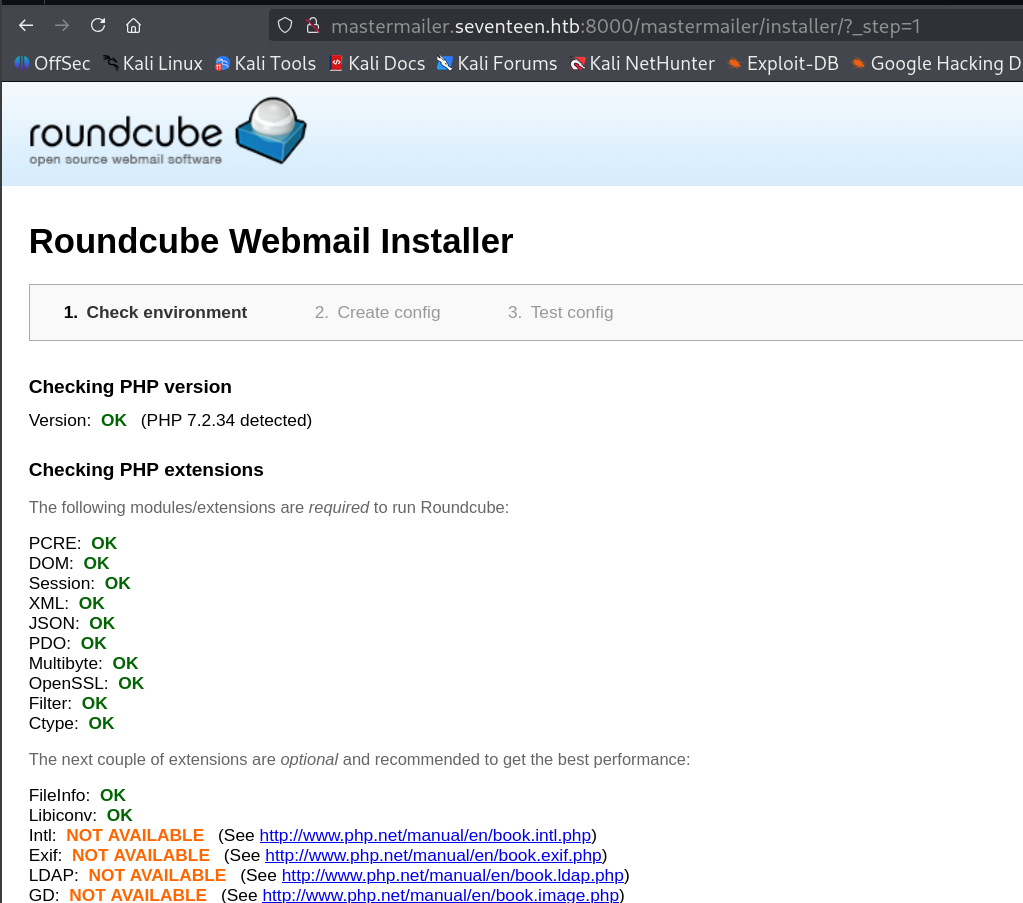 mastermailer.seventeen.htb:8000/mastermailer/installer/?_step=1
OffSec Kali Linux Kali Tools Kali Docs Kali Forums Kali NetHunter Exploit-DB Google Hacking D
roundcube
open source webmail software
Roundcube Webmail Installer
1. Check environment 2. Create config 3. Test config
Checking PHP version
Version: OK (PHP 7.2.34 detected)
Checking PHP extensions
The following modules/extensions are required to run Roundcube:
PCRE: OK
DOM: OK
Session: OK
XML: OK
JSON: OK
PDO: OK
Multibyte: OK
OpenSSL: OK
Filter: OK
Ctype: OK
The next couple of extensions are optional and recommended to get the best performance:
FileInfo: OK
Libiconv: OK
Intl: NOT AVAILABLE (See http://www.php.net/manual/en/book.intl.php)
Exif: NOT AVAILABLE (See http://www.php.net/manual/en/book.exif.php)
LDAP: NOT AVAILABLE (See http://www.php.net/manual/en/book.ldap.php)
GD: NOT AVAILABLE (See http://www.php.net/manual/en/book.image.php)